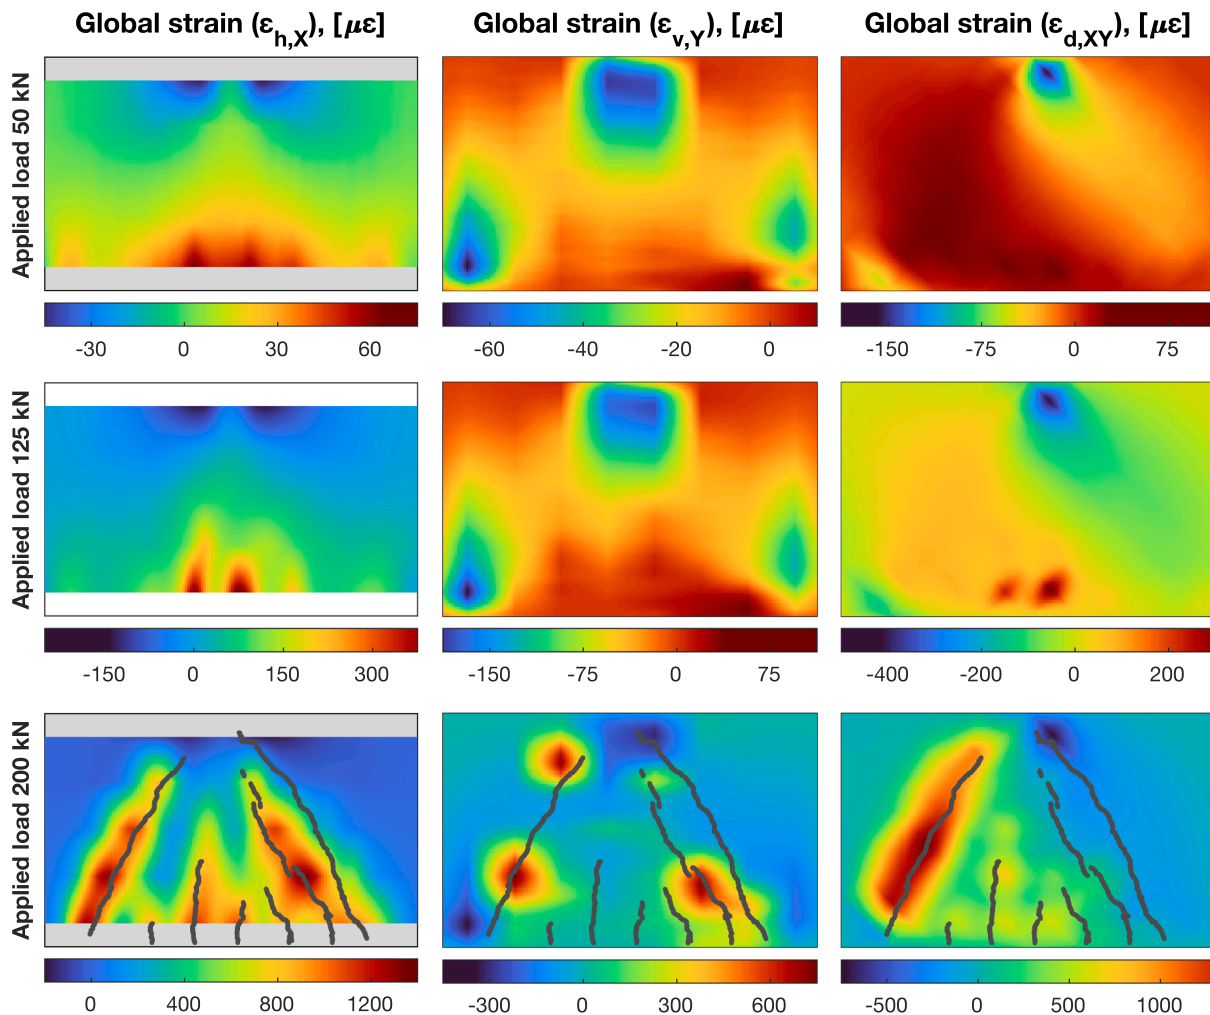 Global strain (ε_h,X), [με] Global strain (ε_v,Y), [με] Global strain (ε_d,XY), [με]
Applied load 50 kN
-30 0 30 60 -60 -40 -20 0 -150 -75 0 75
Applied load 125 kN
-150 0 150 300 -150 -75 0 75 -400 -200 0 200
Applied load 200 kN
0 400 800 1200 -300 0 300 600 -500 0 500 1000